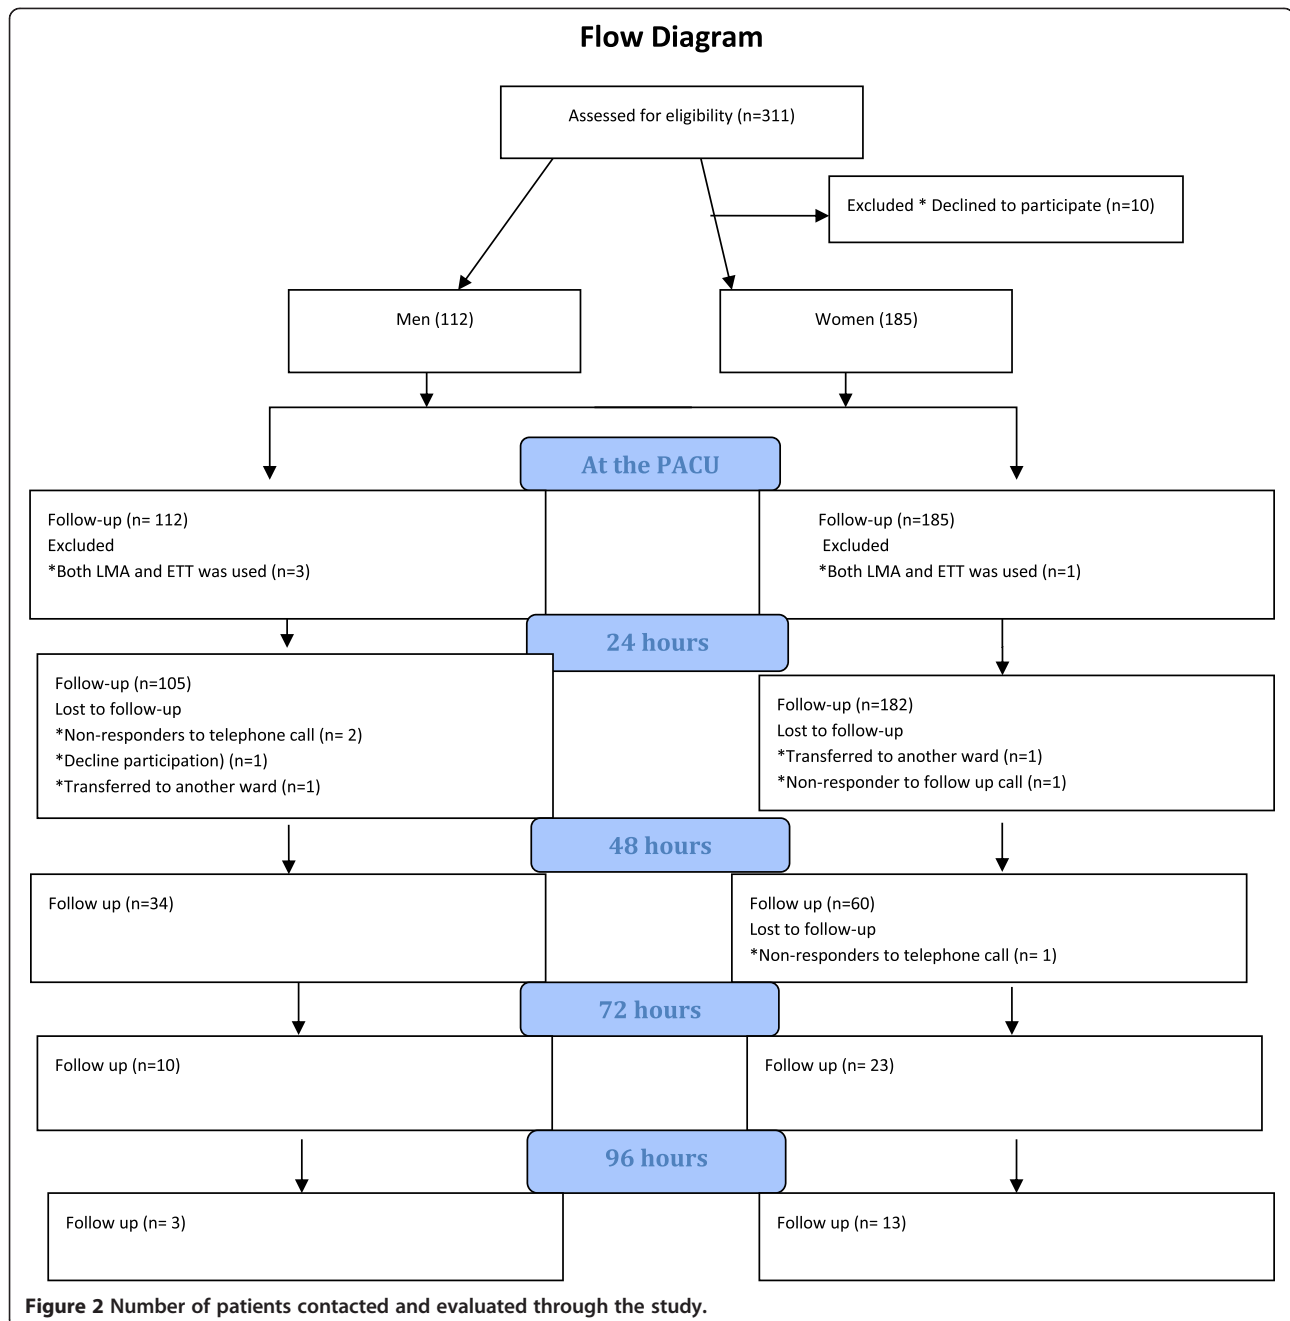 Flow Diagram
Assessed for eligibility (n=311)
Excluded * Declined to participate (n=10)
Men (112)
Women (185)
At the PACU
Follow-up (n= 112)
Excluded
*Both LMA and ETT was used (n=3)
Follow-up (n=185)
Excluded
*Both LMA and ETT was used (n=1)
24 hours
Follow-up (n=105)
Lost to follow-up
*Non-responders to telephone call (n= 2)
*Decline participation) (n=1)
*Transferred to another ward (n=1)
Follow-up (n=182)
Lost to follow-up
*Transferred to another ward (n=1)
*Non-responder to follow up call (n=1)
48 hours
Follow up (n=34)
Follow up (n=60)
Lost to follow-up
*Non-responders to telephone call (n= 1)
72 hours
Follow up (n=10)
Follow up (n= 23)
96 hours
Follow up (n= 3)
Follow up (n= 13)
Figure 2 Number of patients contacted and evaluated through the study.